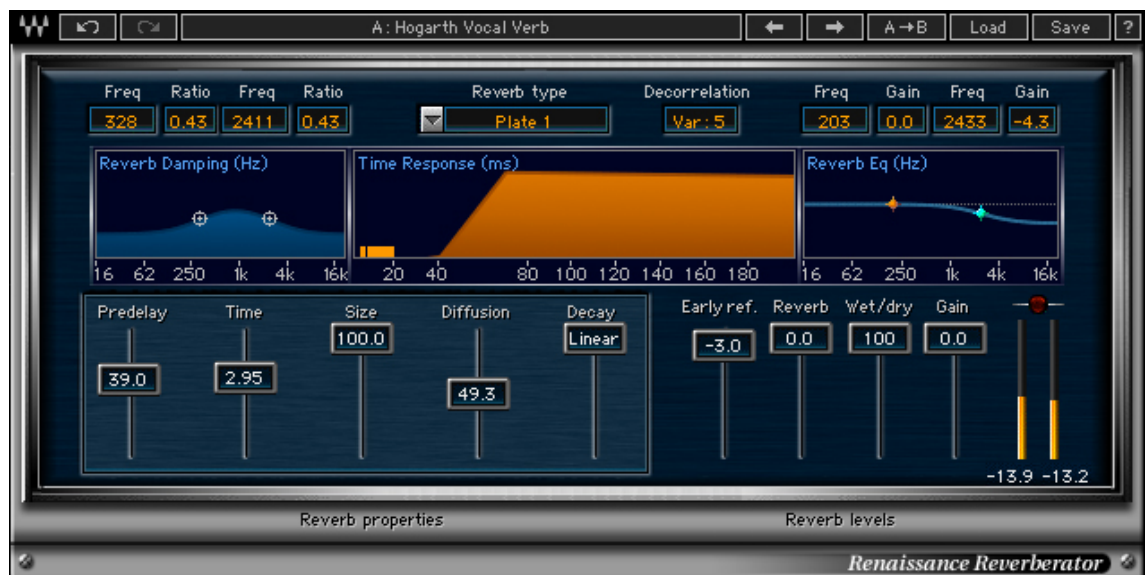 A: Hogarth Vocal Verb A→B Load Save ?
Freq Ratio Freq Ratio Reverb type Decorrelation Freq Gain Freq Gain
328 0.43 2411 0.43 Plate 1 Var: 5 203 0.0 2433 -4.3
Reverb Damping (Hz) Time Response (ms) Reverb Eq (Hz)
16 62 250 1k 4k 16k 20 40 80 100 120 140 160 180 16 62 250 1k 4k 16k
Predelay Time Size Diffusion Decay Early ref. Reverb Wet/dry Gain
39.0 2.95 100.0 49.3 Linear -3.0 0.0 100 0.0
-13.9 -13.2
Reverb properties Reverb levels
Renaissance Reverberator